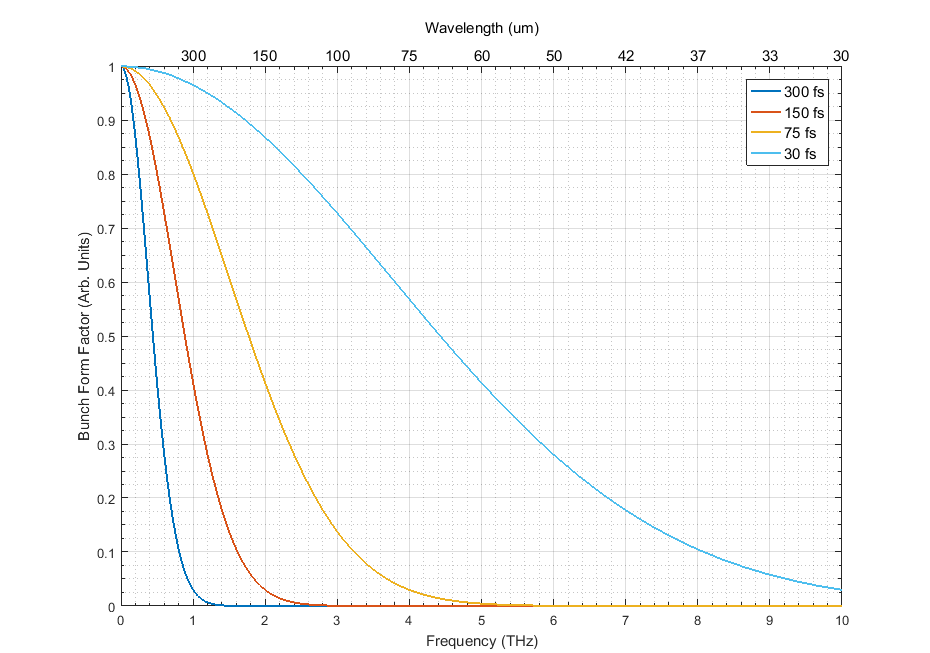 Wavelength (um)
300 150 100 75 60 50 42 37 33 30
1
0.9
0.8
0.7
0.6
0.5
0.4
0.3
0.2
0.1
0
Bunch Form Factor (Arb. Units)
300 fs
150 fs
75 fs
30 fs
0 1 2 3 4 5 6 7 8 9 10
Frequency (THz)